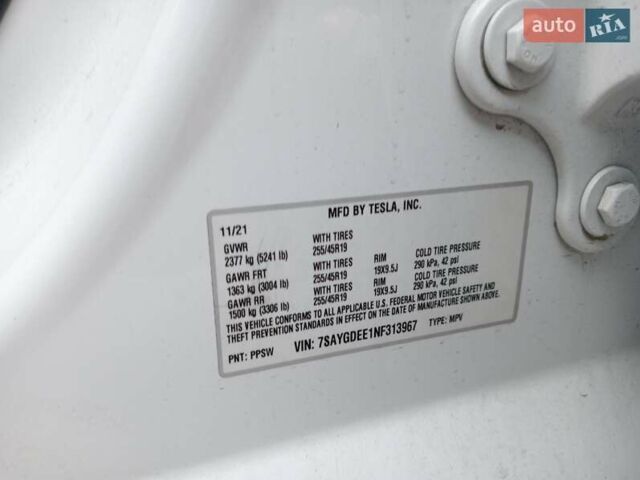 auto RIA.com
ON
MFD BY TESLA, INC.
11/21
GVWR WITH TIRES
2377 kg (5241 lb) 255/45R19 RIM COLD TIRE PRESSURE
GAWR FRT WITH TIRES 19X9.5J 290 kPa, 42 psi
1363 kg (3004 lb) 255/45R19 RIM COLD TIRE PRESSURE
GAWR RR WITH TIRES 19X9.5J 290 kPa, 42 psi
1500 kg (3306 lb) 255/45R19
THIS VEHICLE CONFORMS TO ALL APPLICABLE U.S. FEDERAL MOTOR VEHICLE SAFETY AND
THEFT PREVENTION STANDARDS IN EFFECT ON THE DATE OF MANUFACTURE SHOWN ABOVE.
PNT: PPSW VIN: 7SAYGDEE1NF313967 TYPE: MPV